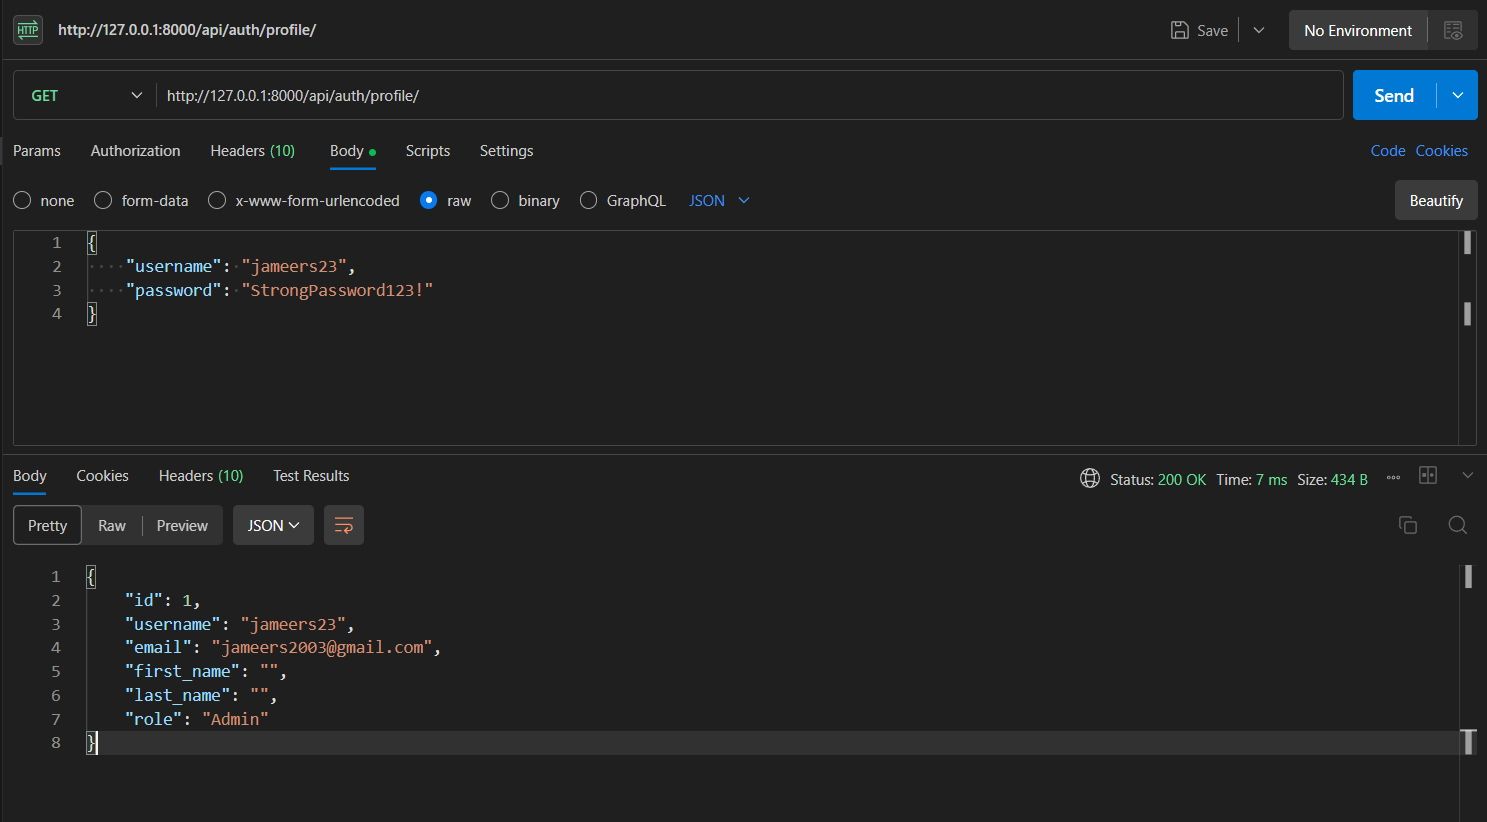 HTTP http://127.0.0.1:8000/api/auth/profile/ Save No Environment
GET http://127.0.0.1:8000/api/auth/profile/ Send
Params Authorization Headers (10) Body Scripts Settings Code Cookies
none form-data x-www-form-urlencoded raw binary GraphQL JSON Beautify
1 {
2 "username": "jameers23",
3 "password": "StrongPassword123!"
4 }
Body Cookies Headers (10) Test Results Status: 200 OK Time: 7 ms Size: 434 B
Pretty Raw Preview JSON
1 {
2 "id": 1,
3 "username": "jameers23",
4 "email": "jameers2003@gmail.com",
5 "first_name": "",
6 "last_name": "",
7 "role": "Admin"
8 }